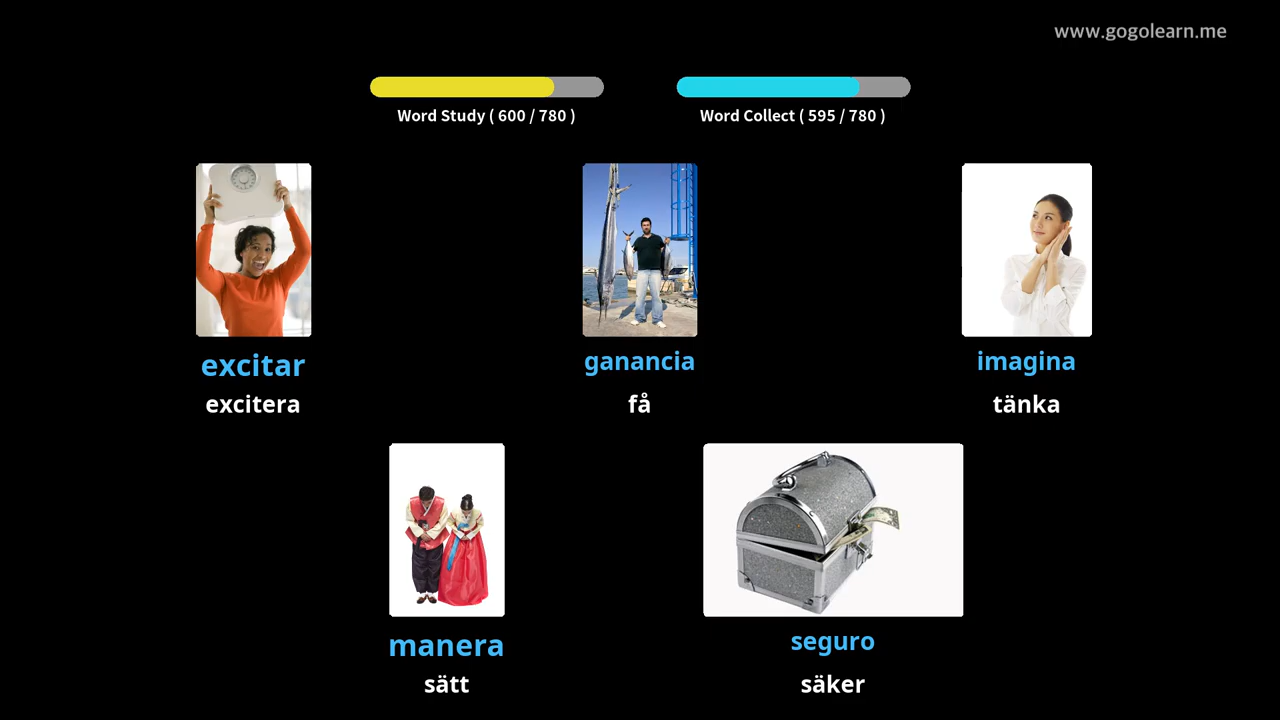 www.gogolearn.me
Word Study ( 600 / 780 )
Word Collect ( 595 / 780 )
excitar
excitera
ganancia
få
imagina
tänka
manera
sätt
seguro
säker